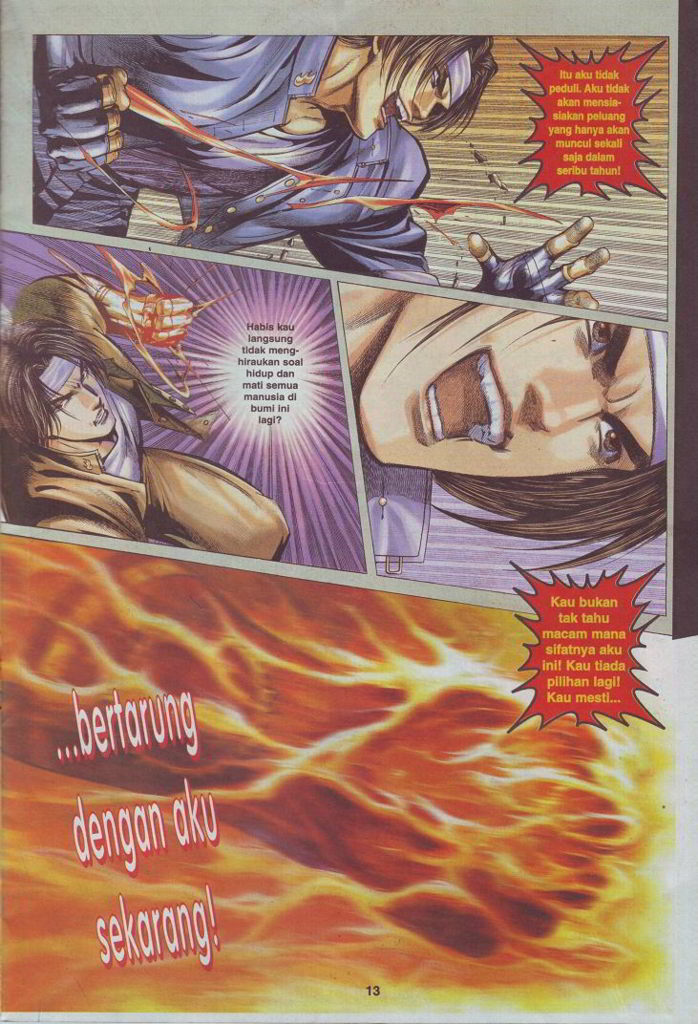 Itu aku tidak
peduli. Aku tidak
akan mensia-
siakan peluang
yang hanya akan
muncul sekali
saja dalam
seribu tahun!
Habis kau
langsung
tidak meng-
hiraukan soal
hidup dan
mati semua
manusia di
bumi ini
lagi?
Kau bukan
tak tahu
macam mana
sifatnya aku
ini! Kau tiada
pilihan lagi!
Kau mesti...
...bertarung
dengan aku
sekarang!
13